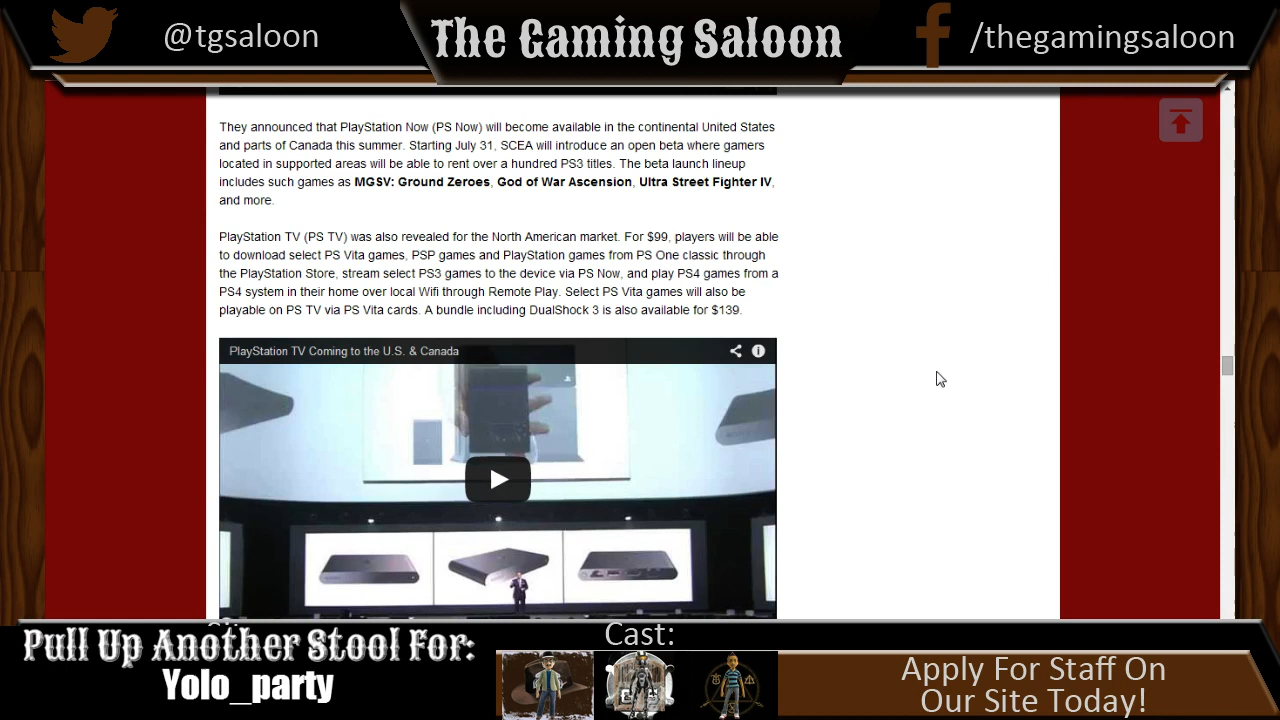 @tgsaloon
The Gaming Saloon
/thegamingsaloon
They announced that PlayStation Now (PS Now) will become available in the continental United States
and parts of Canada this summer. Starting July 31, SCEA will introduce an open beta where gamers
located in supported areas will be able to rent over a hundred PS3 titles. The beta launch lineup
includes such games as MGSV: Ground Zeroes, God of War Ascension, Ultra Street Fighter IV,
and more.
PlayStation TV (PS TV) was also revealed for the North American market. For $99, players will be able
to download select PS Vita games, PSP games and PlayStation games from PS One classic through
the PlayStation Store, stream select PS3 games to the device via PS Now, and play PS4 games from a
PS4 system in their home over local Wifi through Remote Play. Select PS Vita games will also be
playable on PS TV via PS Vita cards. A bundle including DualShock 3 is also available for $139.
PlayStation TV Coming to the U.S. & Canada
Pull Up Another Stool For:
Yolo_party
Cast:
Apply For Staff On
Our Site Today!